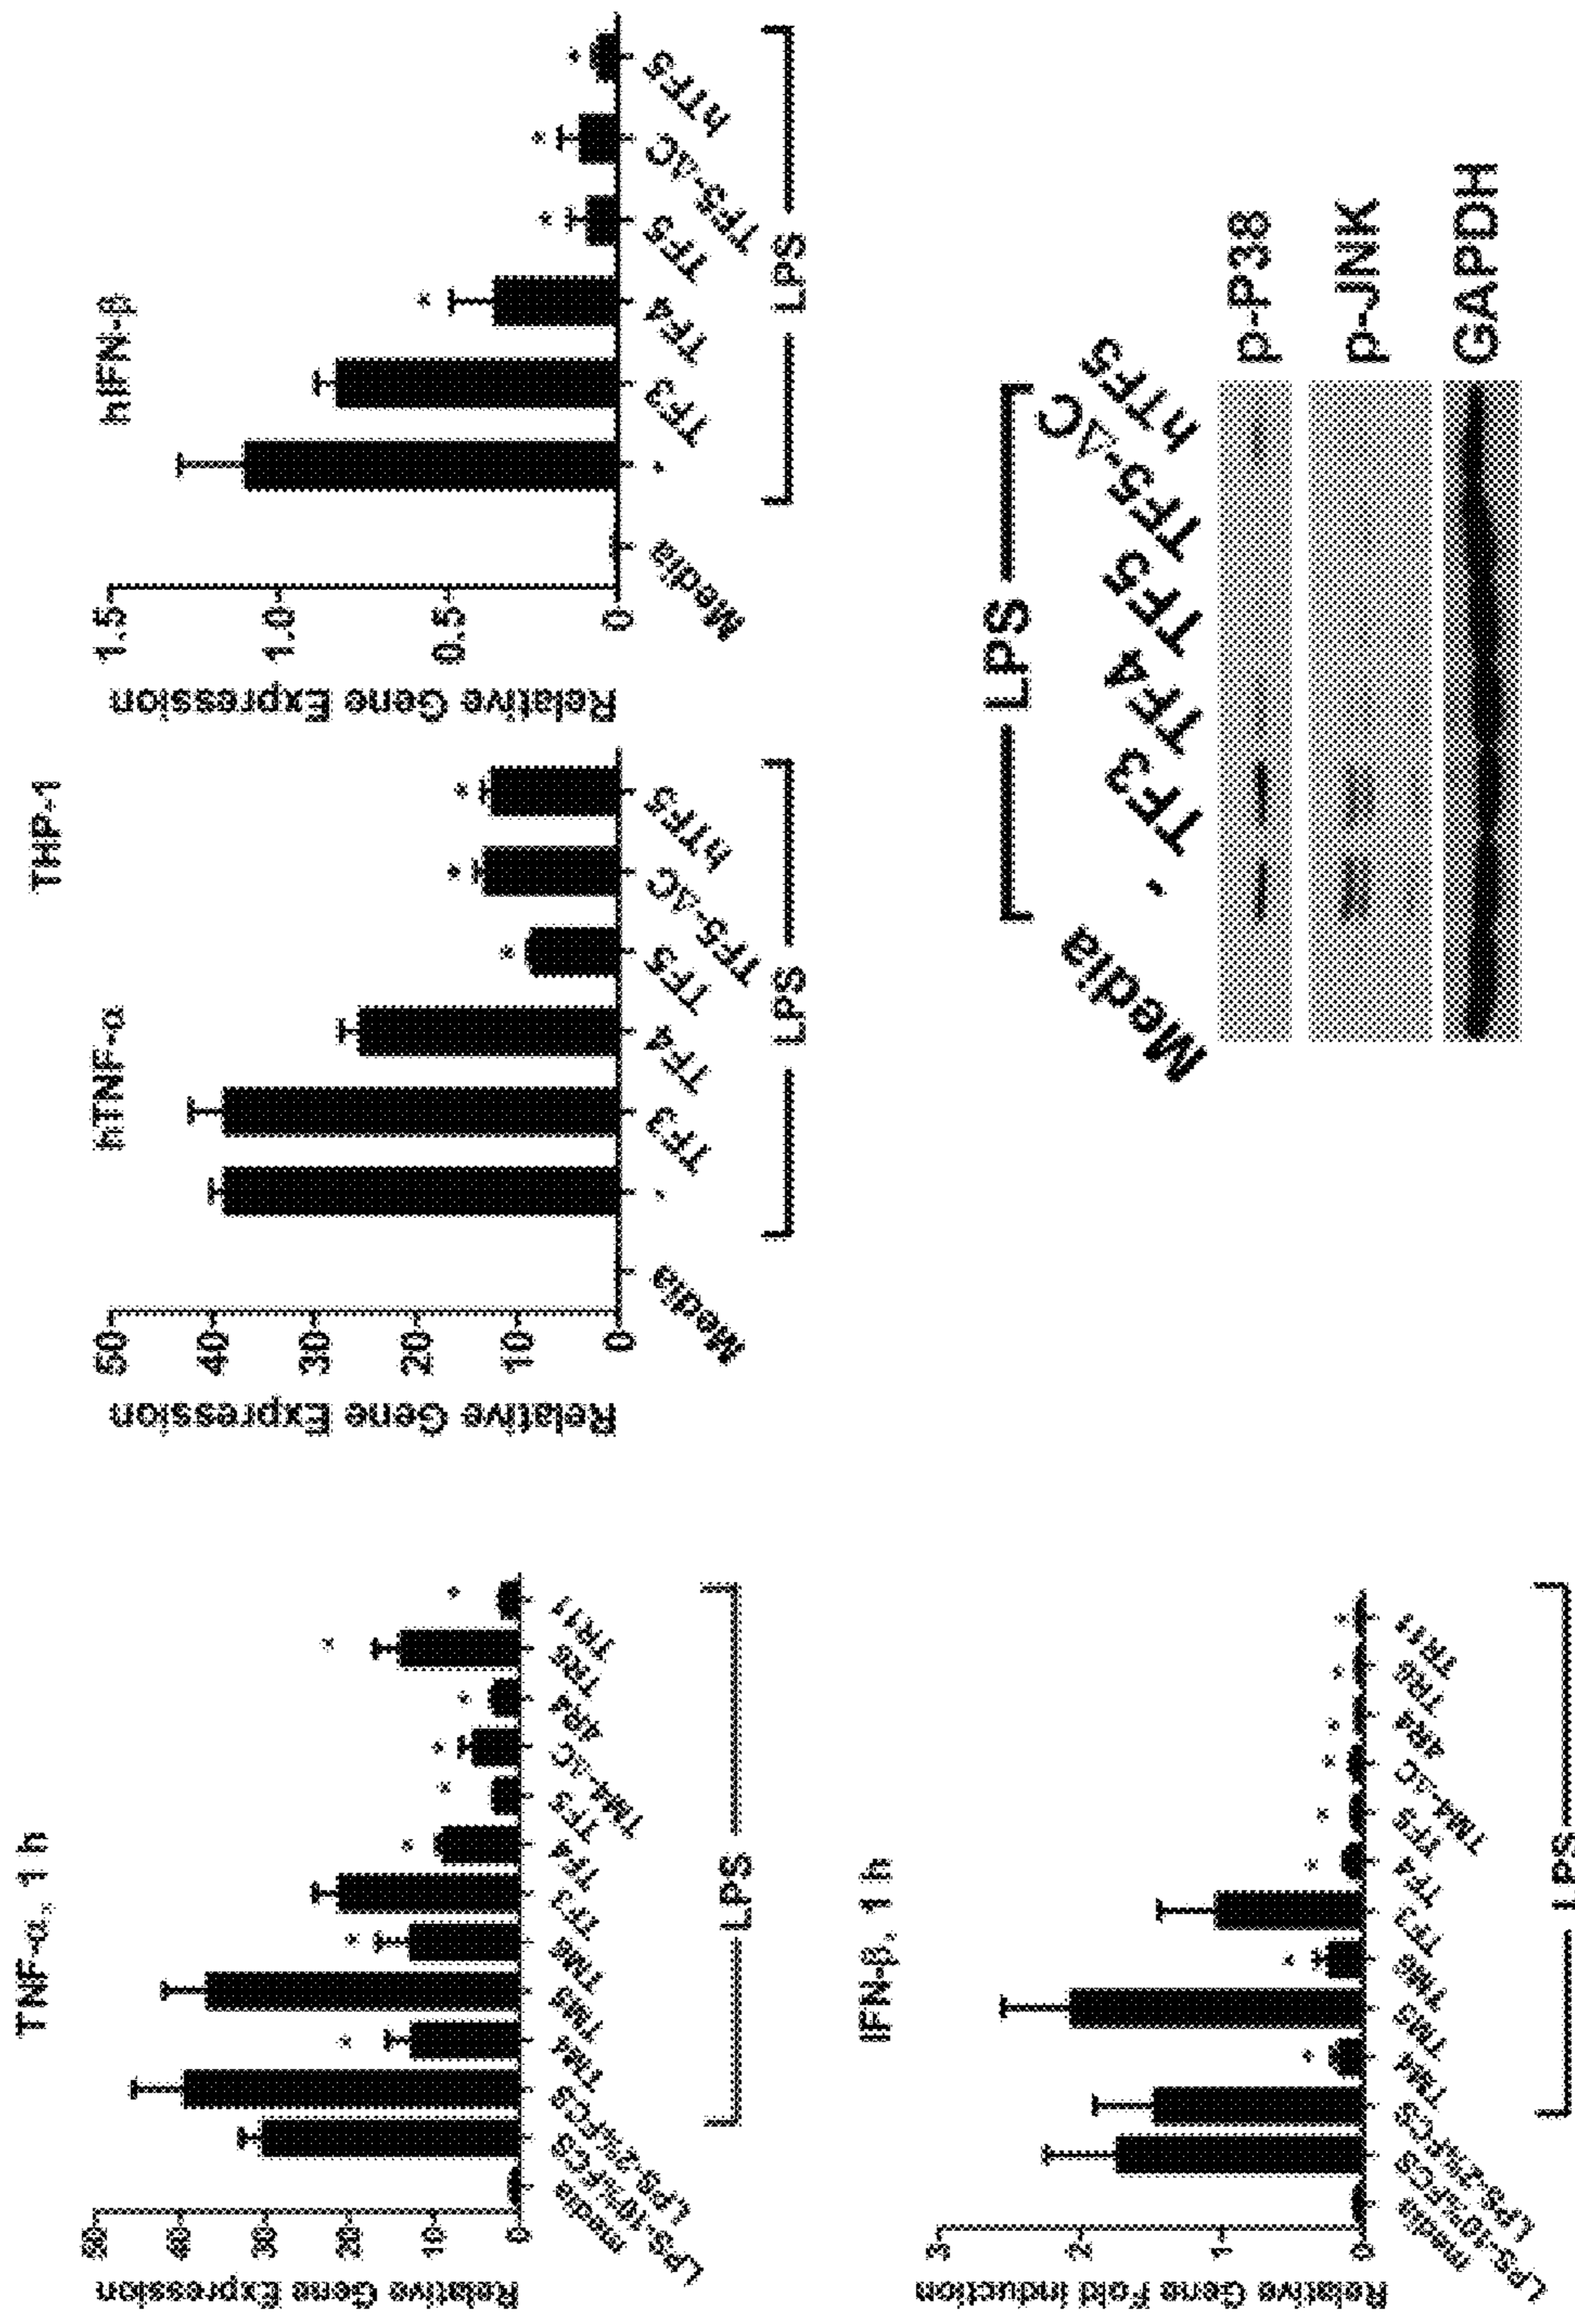 TNF-α, 1 h
Relative Gene Expression
50
40
30
20
10
0
media
LPS-10%FCS
LPS-2%FCS
TM4
TM3
TM6
TF3
TF4
TF5
TM4-ΔC
4R4
TR6
TR11
LPS
IFN-β, 1 h
Relative Gene Fold Induction
3
2
1
0
media
LPS-10%FCS
LPS-2%FCS
TM4
TM3
TM6
TF3
TF4
TF5
TM4-ΔC
4R4
TR6
TR11
LPS
THP-1
hTNF-α
Relative Gene Expression
50
40
30
20
10
0
Media
-
TF3
TF4
TF5
TF5-ΔC
hTF5
LPS
hIFN-β
Relative Gene Expression
1.5
1.0
0.5
0
Media
-
TF3
TF4
TF5
TF5-ΔC
hTF5
LPS
LPS
Media - TF3 TF4 TF5 TF5-ΔC hTF5
p-P38
p-JNK
GAPDH